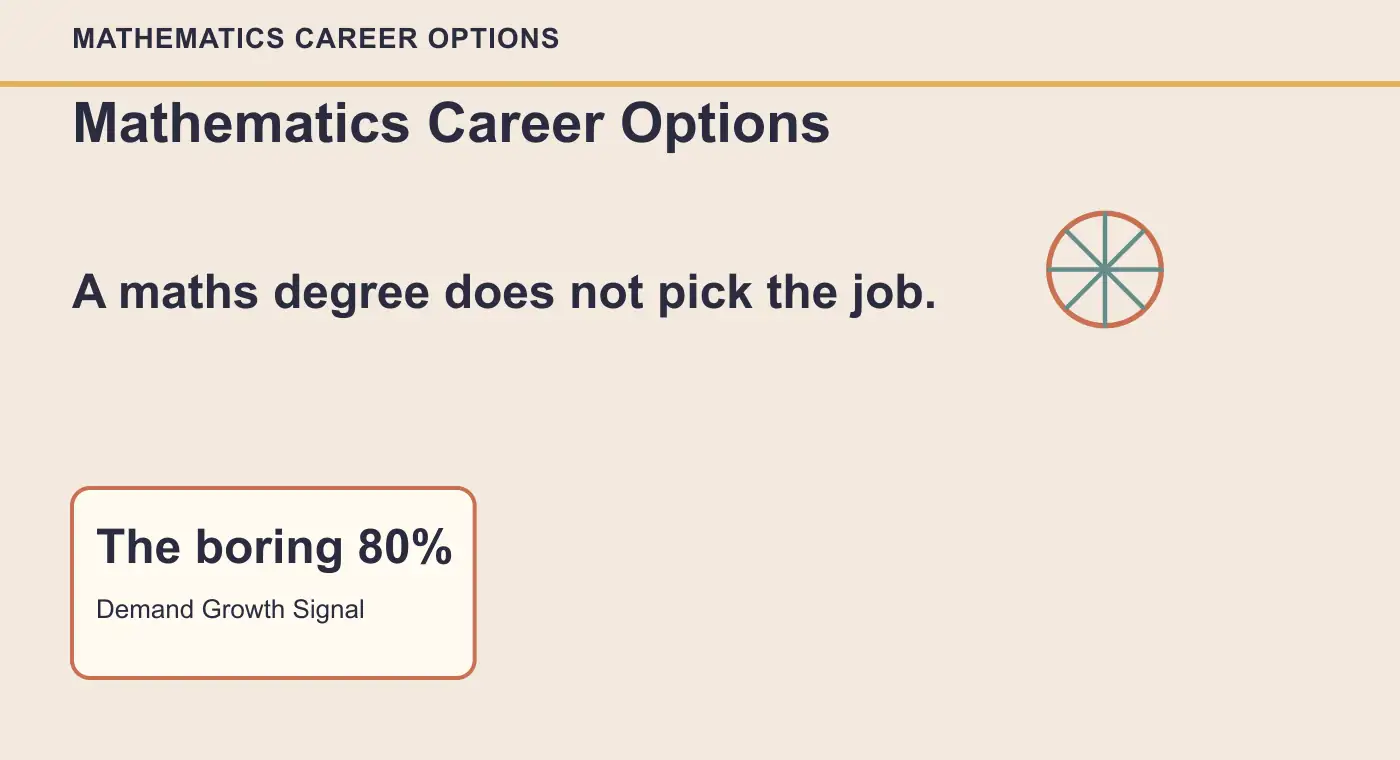 MATHEMATICS CAREER OPTIONS
Mathematics Career Options
A maths degree does not pick the job.
The boring 80%
Demand Growth Signal